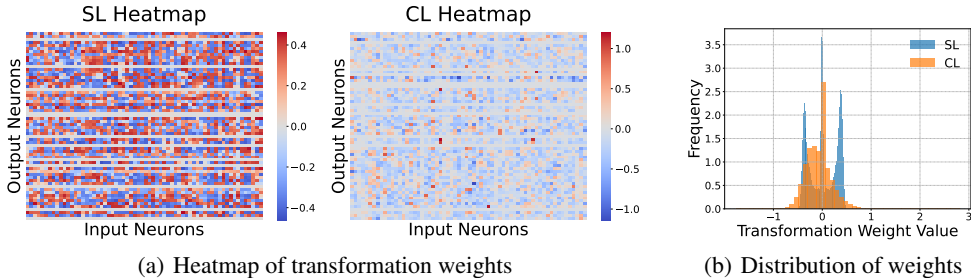 SL Heatmap
Output Neurons
Input Neurons
0.4
0.2
0.0
−0.2
−0.4
CL Heatmap
Output Neurons
Input Neurons
1.0
0.5
0.0
−0.5
−1.0
(a) Heatmap of transformation weights
Frequency
3.5
3.0
2.5
2.0
1.5
1.0
0.5
0.0
SL
CL
−1 0 1 2 3
Transformation Weight Value
(b) Distribution of weights